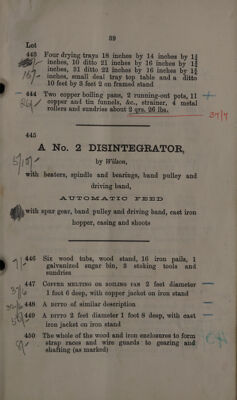 39
Lot
443 Four drying trays 18 inches by 14 inches by 1½
inches, 10 ditto 21 inches by 16 inches by 1½
inches, 31 ditto 21 inches by 16 inches by 1½
inches, small deal tray top table and a ditto
10 feet by 3 feet 2 on framed stand
444 Two copper boiling pans, 2 running-out pots, 11
copper and tin funnels, &c., strainer, 4 metal
rollers and sundries about 2 qrs. 26 lbs.
37/7
445
A No. 2 DISINTEGRATOR,
by Wilson,
with beaters, spindle and bearings, band pulley and
driving band,
AUTOMATIC FEED
with spur gear, band pulley and driving band, cast iron
hopper, casing and shoots
446 Six wood tubs, wood stand, 16 iron pails, 1
galvanized sugar bin, 2 stoking tools and
sundries
447 COPPER MELTING OR BOILING PAN 2 feet diameter
1 foot 6 deep, with copper jacket on iron stand
448 A DITTO of similar description
449 A DITTO 2 feet diameter 1 foot 8 deep, with cast
iron jacket on iron stand
450 The whole of the wood and iron enclosures to form
strap races and wire guards to gearing and
shafting (as marked)